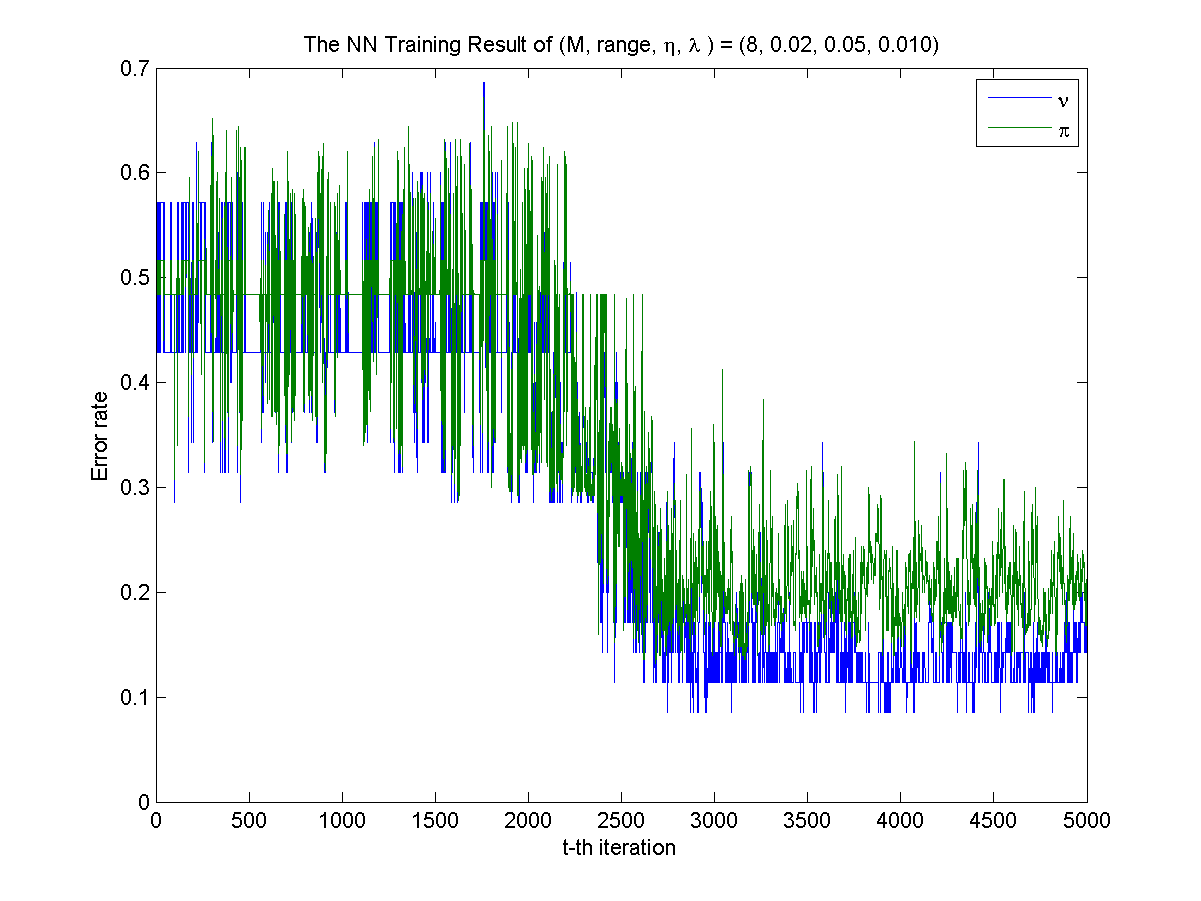 The NN Training Result of (M, range, η, λ ) = (8, 0.02, 0.05, 0.010)
0.7
0.6
0.5
0.4
0.3
0.2
0.1
0
Error rate
ν
π
0 500 1000 1500 2000 2500 3000 3500 4000 4500 5000
t-th iteration